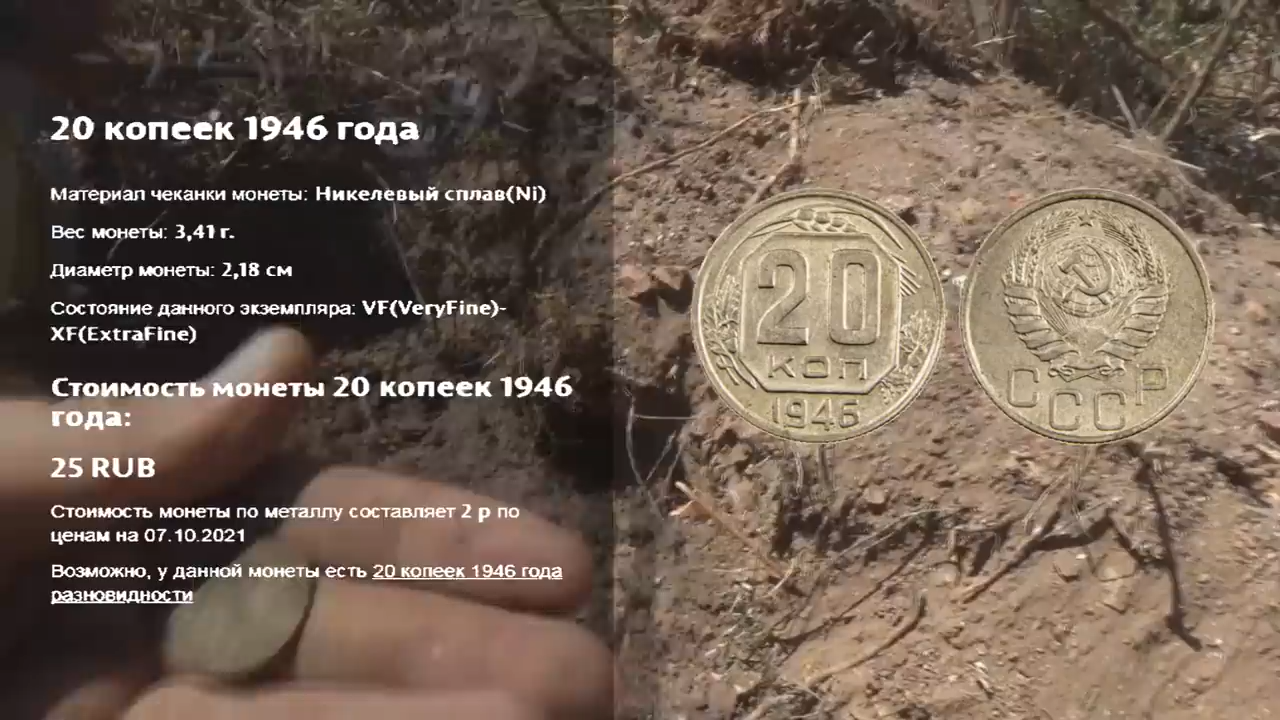 20 копеек 1946 года
Материал чеканки монеты: Никелевый сплав(Ni)
Вес монеты: 3,41 г.
Диаметр монеты: 2,18 см
Состояние данного экземпляра: VF(VeryFine)-
XF(ExtraFine)
Стоимость монеты 20 копеек 1946
года:
25 RUB
Стоимость монеты по металлу составляет 2 р по
ценам на 07.10.2021
Возможно, у данной монеты есть 20 копеек 1946 года
разновидности
20
КОП
1946
СССР